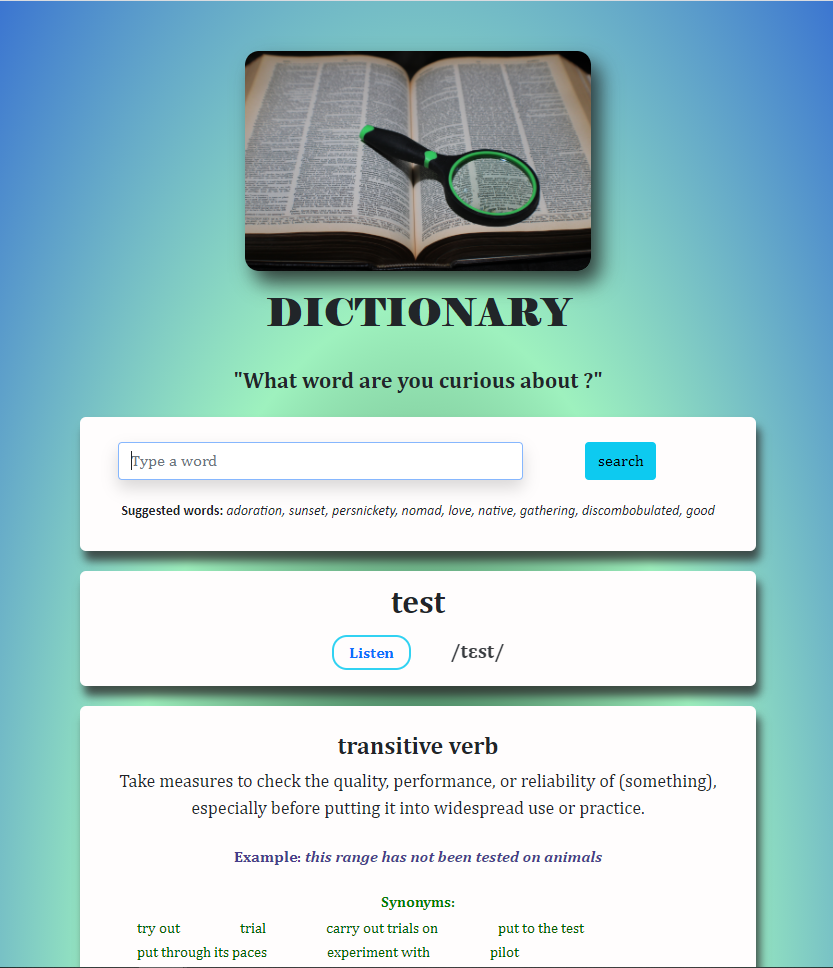 DICTIONARY
"What word are you curious about ?"
Type a word
search
Suggested words: adoration, sunset, persnickety, nomad, love, native, gathering, discombobulated, good
test
Listen /tɛst/
transitive verb
Take measures to check the quality, performance, or reliability of (something),
especially before putting it into widespread use or practice.
Example: this range has not been tested on animals
Synonyms:
try out trial carry out trials on put to the test
put through its paces experiment with pilot